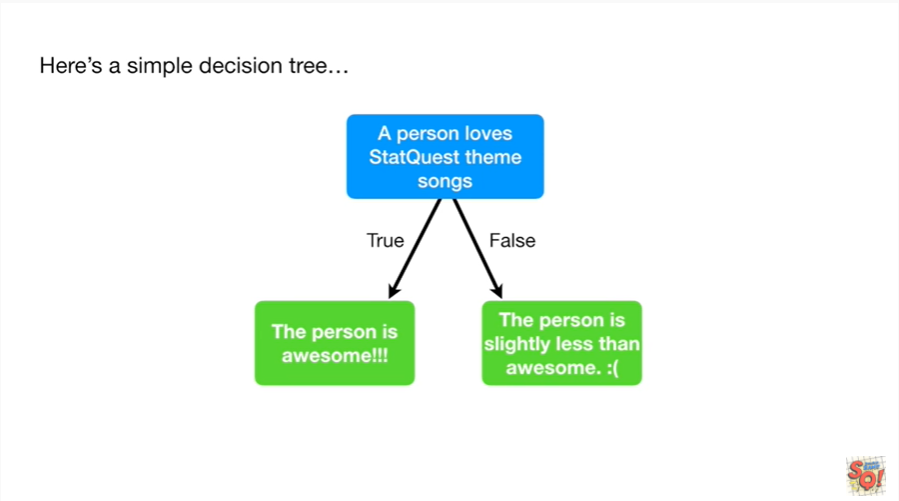 Here’s a simple decision tree…
A person loves
StatQuest theme
songs
True
False
The person is
awesome!!!
The person is
slightly less than
awesome. :(
SQ!